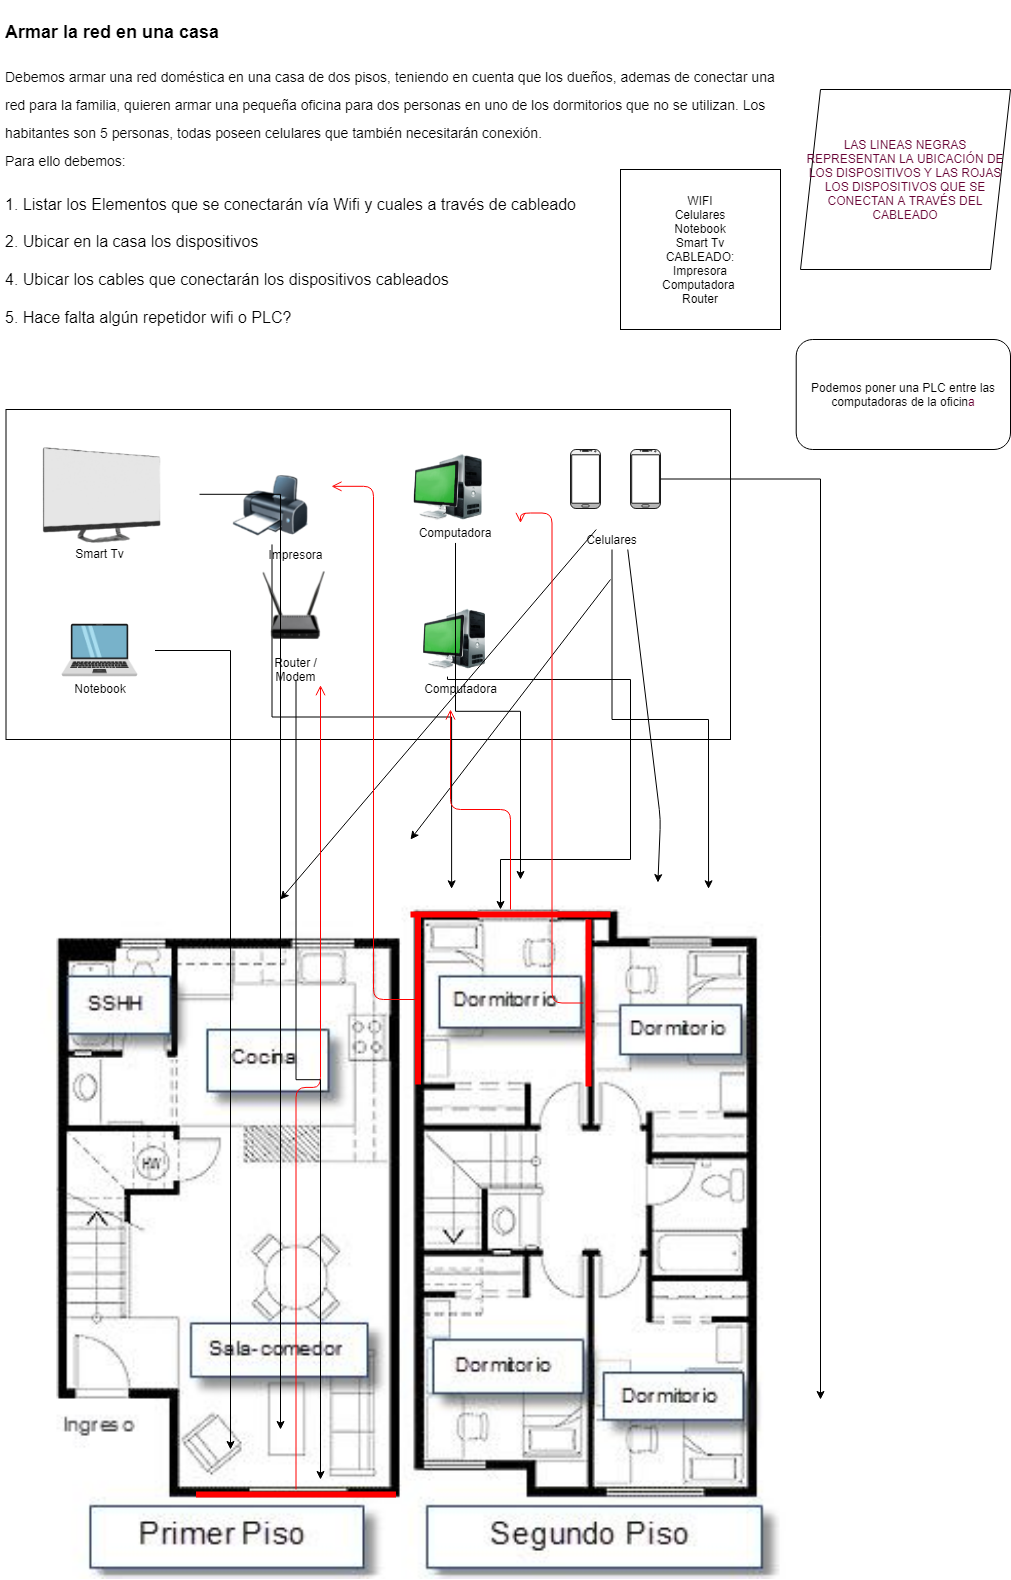 Armar la red en una casa
Debemos armar una red doméstica en una casa de dos pisos, teniendo en cuenta que los dueños, ademas de conectar una
red para la familia, quieren armar una pequeña oficina para dos personas en uno de los dormitorios que no se utilizan. Los
habitantes son 5 personas, todas poseen celulares que también necesitarán conexión.
Para ello debemos:
1. Listar los Elementos que se conectarán vía Wifi y cuales a través de cableado
2. Ubicar en la casa los dispositivos
4. Ubicar los cables que conectarán los dispositivos cableados
5. Hace falta algún repetidor wifi o PLC?
WIFI
Celulares
Notebook
Smart Tv
CABLEADO:
Impresora
Computadora
Router
LAS LINEAS NEGRAS
REPRESENTAN LA UBICACIÓN DE
LOS DISPOSITIVOS Y LAS ROJAS
LOS DISPOSITIVOS QUE SE
CONECTAN A TRAVÉS DEL
CABLEADO
Podemos poner una PLC entre las
computadoras de la oficina
Smart Tv
Impresora
Computadora
Celulares
Notebook
Router /
Modem
Computadora
SSHH
Cocina
HW
Sala-comedor
Ingreso
Primer Piso
Dormitorrio
Dormitorio
Dormitorio
Dormitorio
Segundo Piso